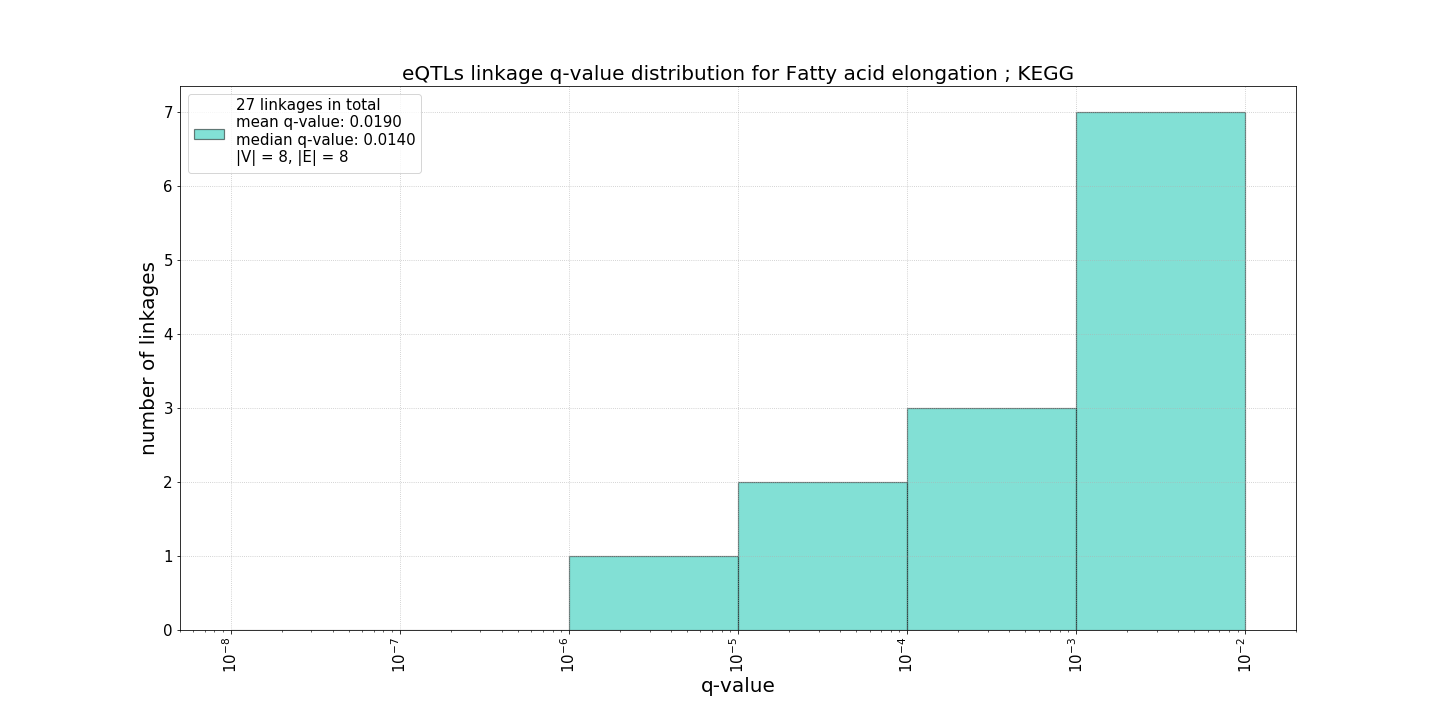 eQTLs linkage q-value distribution for Fatty acid elongation ; KEGG
27 linkages in total
mean q-value: 0.0190
median q-value: 0.0140
|V| = 8, |E| = 8
number of linkages
7
6
5
4
3
2
1
0
10⁻⁸
10⁻⁷
10⁻⁶
10⁻⁵
10⁻⁴
10⁻³
10⁻²
q-value